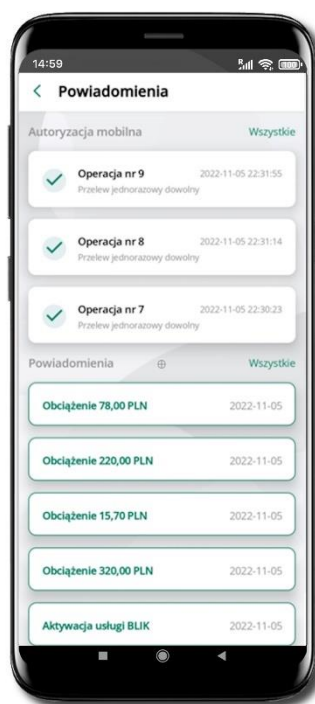 14:59
R
100
Powiadomienia
Autoryzacja mobilna Wszystkie
Operacja nr 9 2022-11-05 22:31:55
Przelew jednorazowy dowolny
Operacja nr 8 2022-11-05 22:31:14
Przelew jednorazowy dowolny
Operacja nr 7 2022-11-05 22:30:23
Przelew jednorazowy dowolny
Powiadomienia Wszystkie
Obciążenie 78,00 PLN 2022-11-05
Obciążenie 220,00 PLN 2022-11-05
Obciążenie 15,70 PLN 2022-11-05
Obciążenie 320,00 PLN 2022-11-05
Aktywacja usługi BLIK 2022-11-05